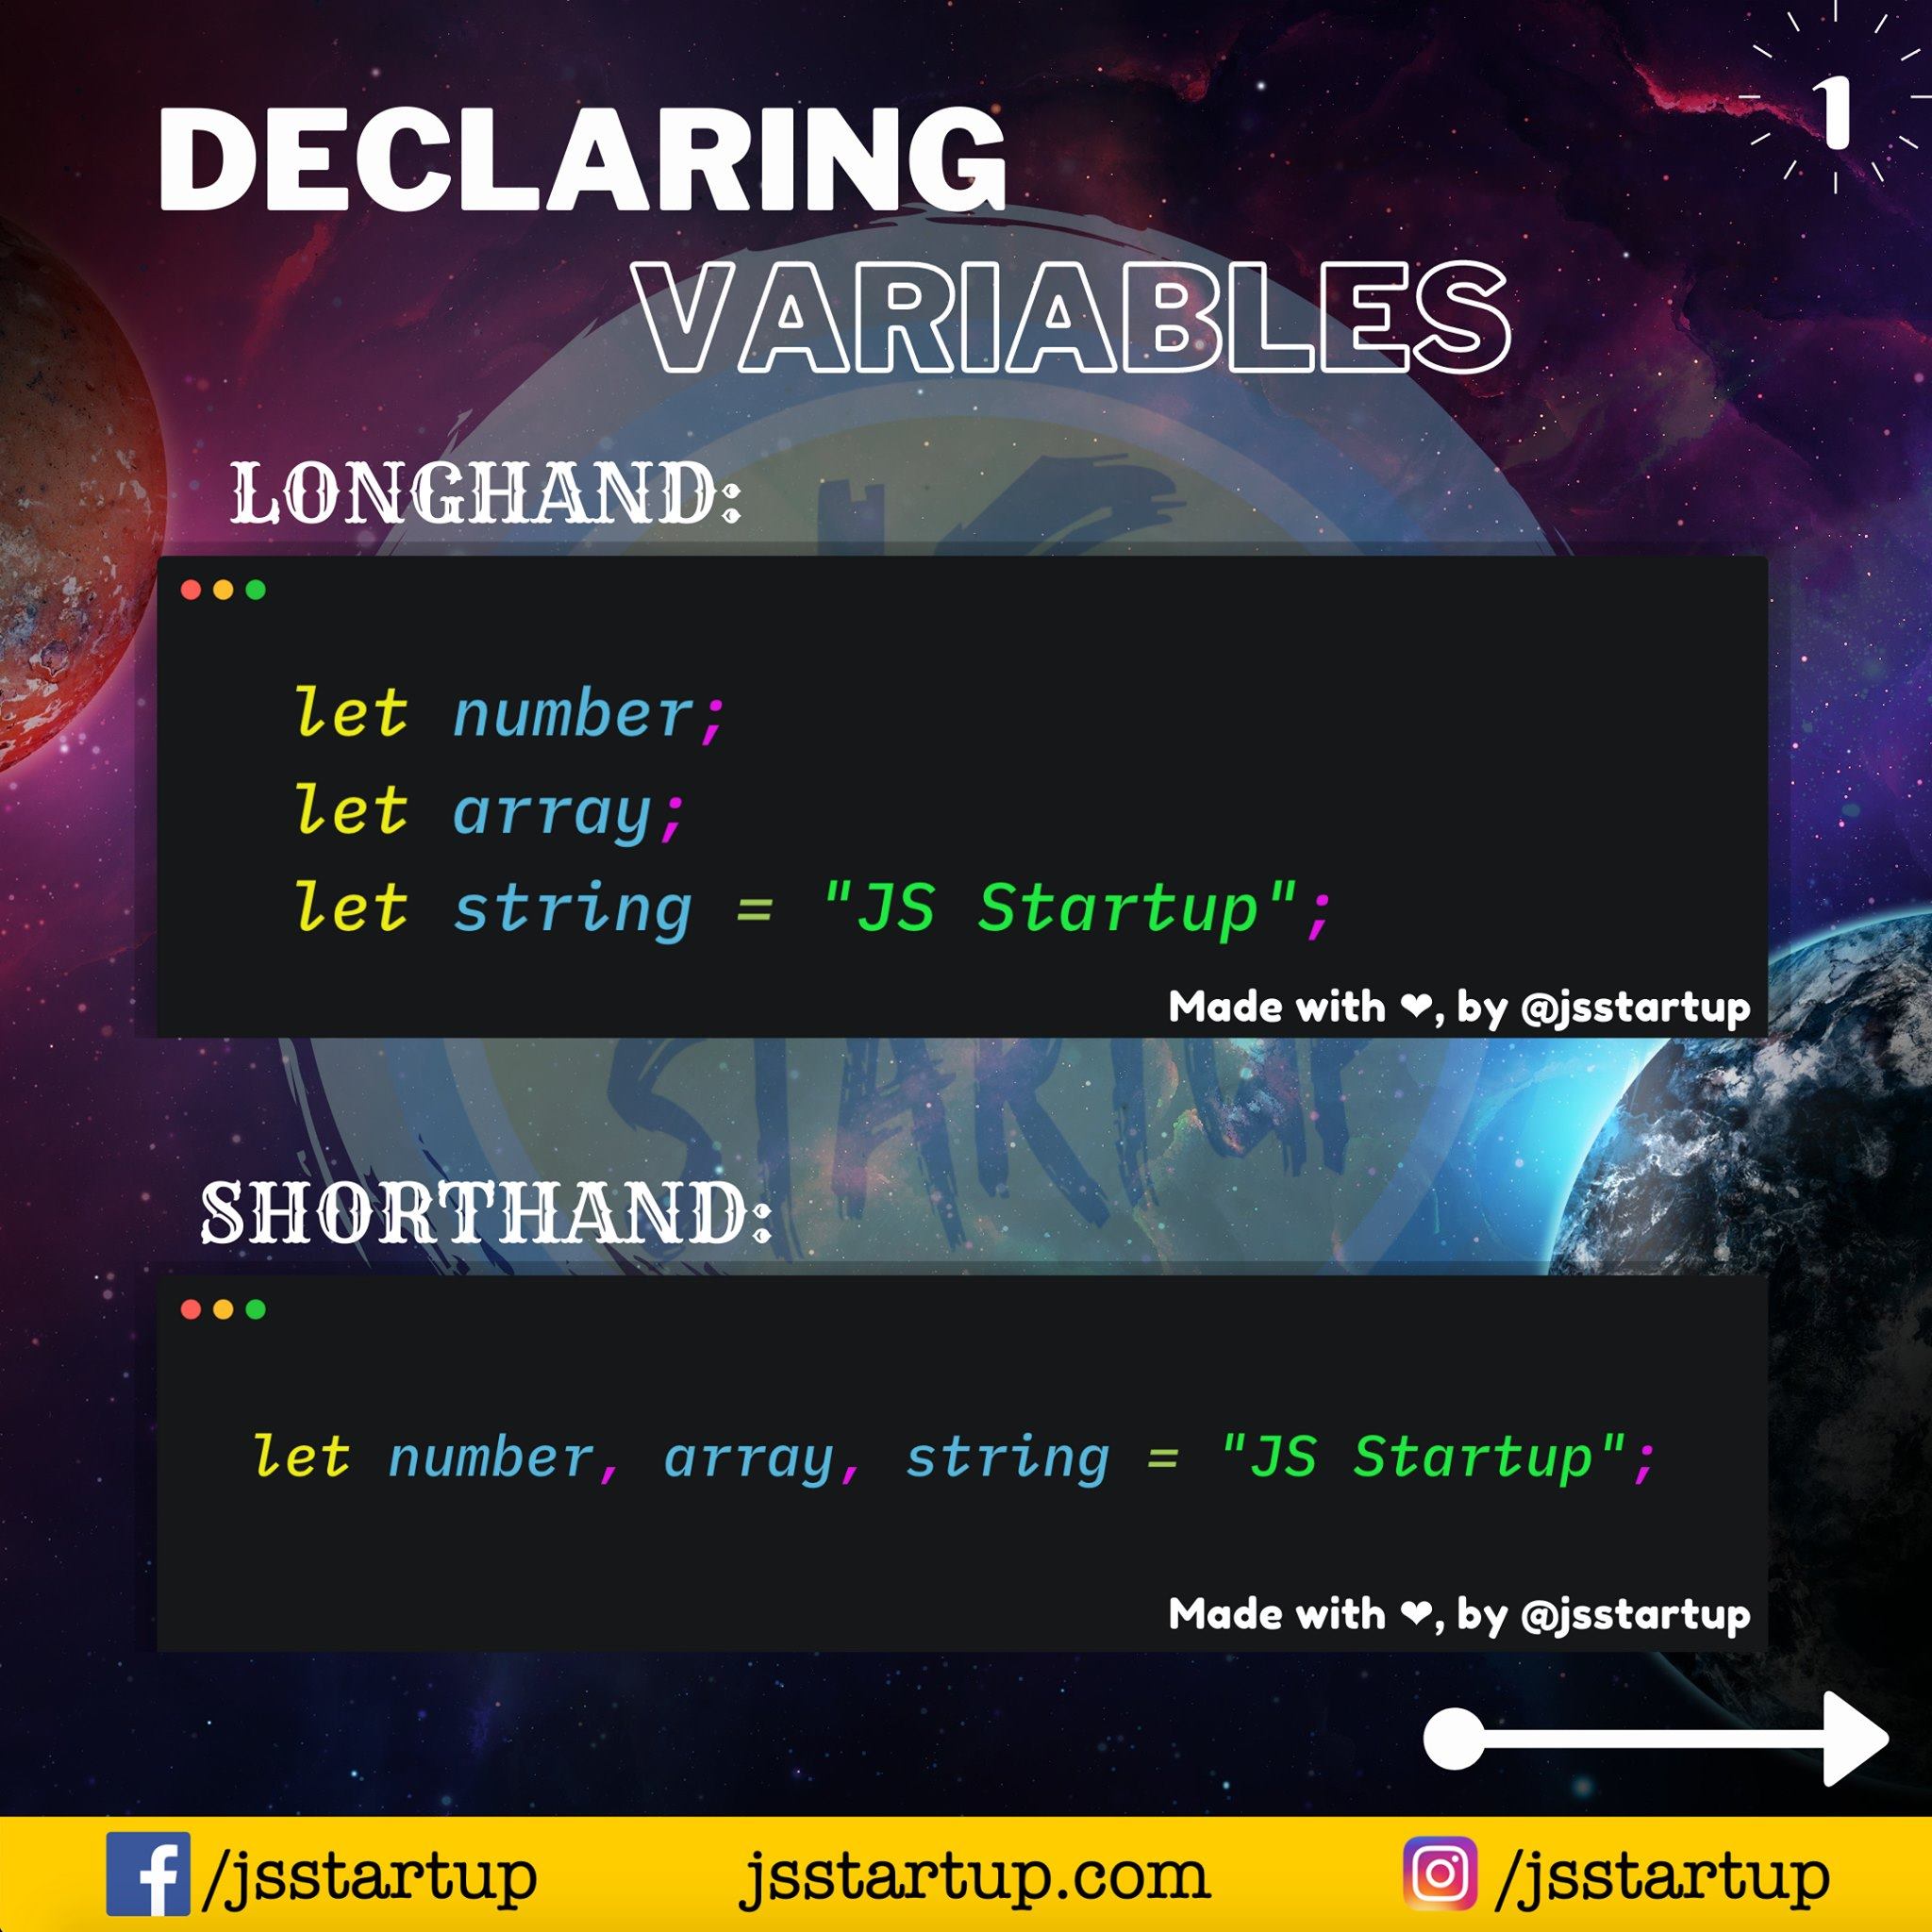 1
DECLARING
VARIABLES
LONGHAND:
let number;
let array;
let string = "JS Startup";
Made with ❤, by @jsstartup
STARTUP
SHORTHAND:
let number, array, string = "JS Startup";
Made with ❤, by @jsstartup
/jsstartup
jsstartup.com
/jsstartup